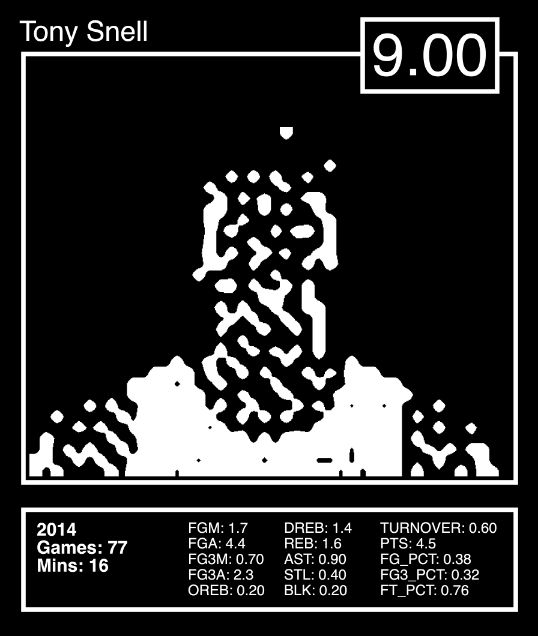 Tony Snell
9.00
2014
Games: 77
Mins: 16
FGM: 1.7
FGA: 4.4
FG3M: 0.70
FG3A: 2.3
OREB: 0.20
DREB: 1.4
REB: 1.6
AST: 0.90
STL: 0.40
BLK: 0.20
TURNOVER: 0.60
PTS: 4.5
FG_PCT: 0.38
FG3_PCT: 0.32
FT_PCT: 0.76